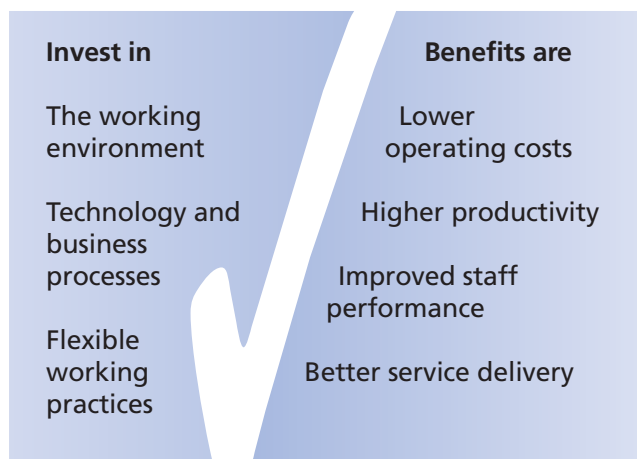 Invest in
The working
environment
Technology and
business
processes
Flexible
working
practices
Benefits are
Lower
operating costs
Higher productivity
Improved staff
performance
Better service delivery